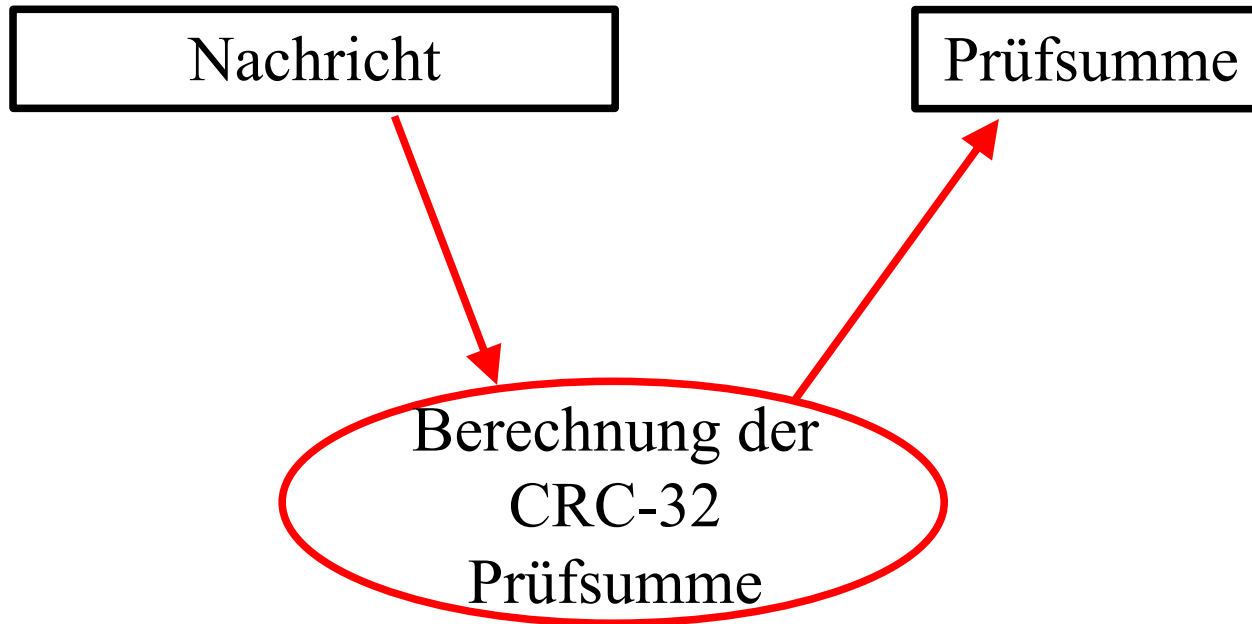 Nachricht
Prüfsumme
Berechnung der
CRC-32
Prüfsumme